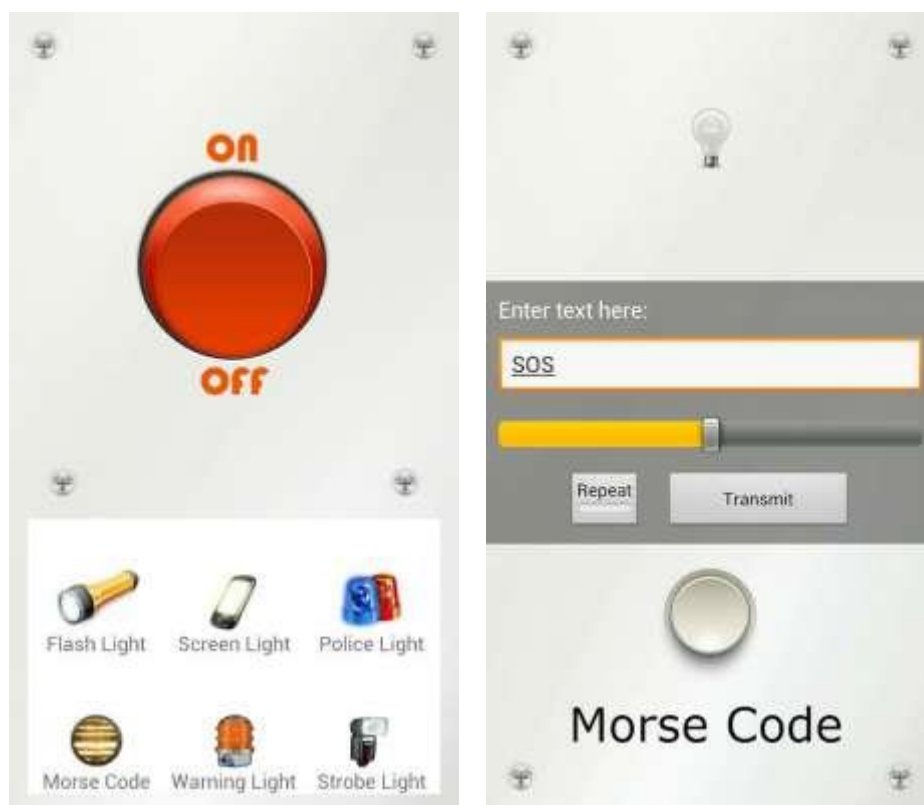 ON
OFF
Flash Light Screen Light Police Light
Morse Code Warning Light Strobe Light
Enter text here:
SOS
Repeat Transmit
Morse Code